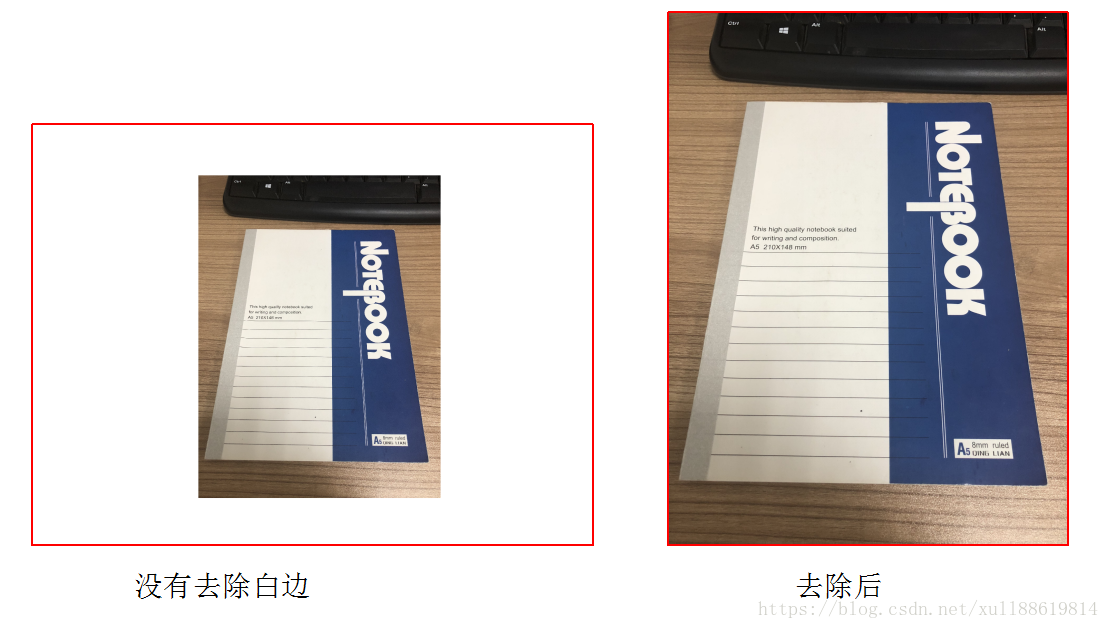 Ctrl
Alt
Alt
NOTEBOOK
This high quality notebook suited
for writing and composition.
A5 210X148 mm
A5 8mm ruled
QING LIAN
没有去除白边
Ctrl
Alt
Alt
NOTEBOOK
This high quality notebook suited
for writing and composition.
A5 210X148 mm
A5 8mm ruled
QING LIAN
去除后
https://blog.csdn.net/xull88619814